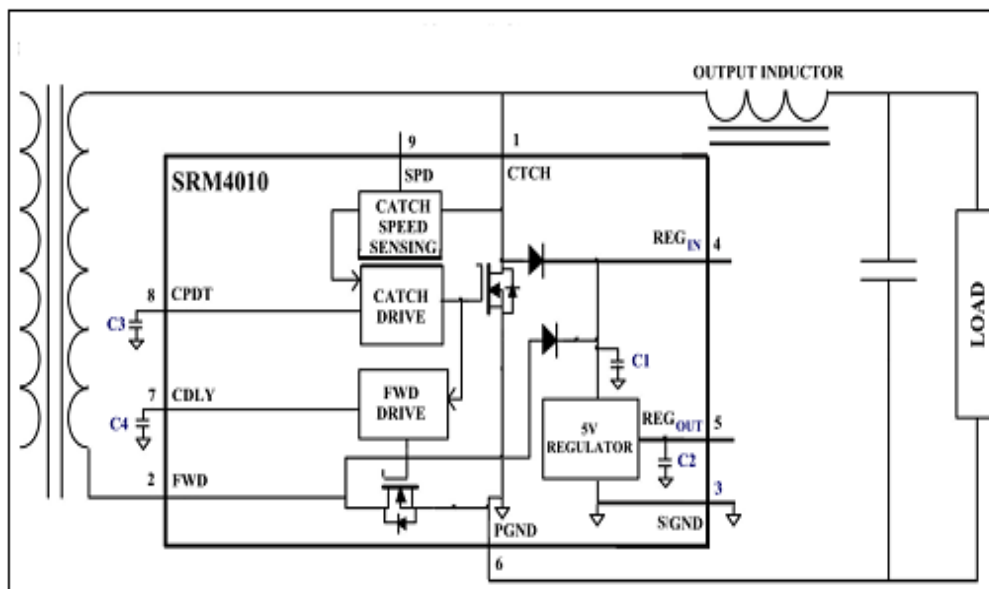 OUTPUT INDUCTOR
9
1
SRM4010
SPD
CTCH
CATCH
SPEED
SENSING
REGIN
4
8
CPDT
CATCH
DRIVE
C3
C1
7
CDLY
FWD
DRIVE
C4
LOAD
REGOUT
5
5V
REGULATOR
C2
2
FWD
3
PGND
S/GND
6